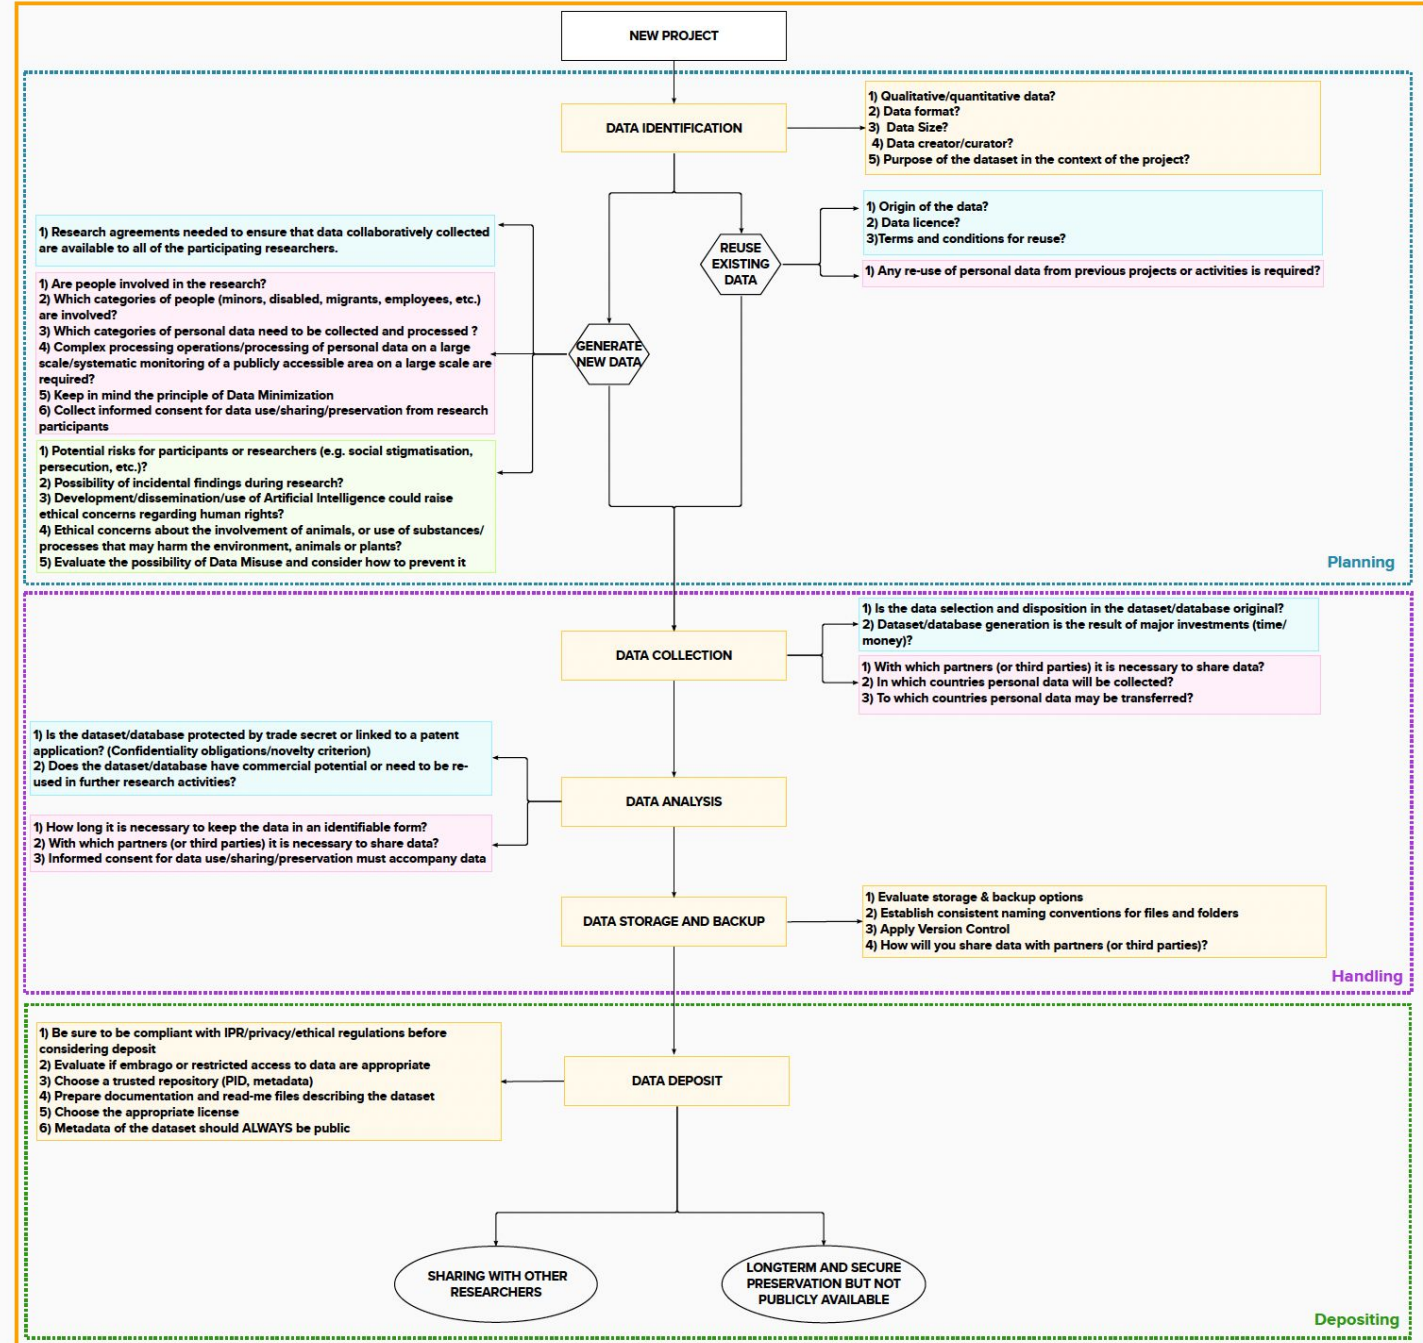 NEW PROJECT
DATA IDENTIFICATION
1) Qualitative/quantitative data?
2) Data format?
3) Data Size?
4) Data creator/curator?
5) Purpose of the dataset in the context of the project?
1) Origin of the data?
2) Data licence?
3)Terms and conditions for reuse?
REUSE
EXISTING
DATA
1) Any re-use of personal data from previous projects or activities is required?
1) Research agreements needed to ensure that data collaboratively collected
are available to all of the participating researchers.
1) Are people involved in the research?
2) Which categories of people (minors, disabled, migrants, employees, etc.)
are involved?
3) Which categories of personal data need to be collected and processed ?
4) Complex processing operations/processing of personal data on a large
scale/systematic monitoring of a publicly accessible area on a large scale are
required?
5) Keep in mind the principle of Data Minimization
6) Collect informed consent for data use/sharing/preservation from research
participants
GENERATE
NEW DATA
1) Potential risks for participants or researchers (e.g. social stigmatisation,
persecution, etc.)?
2) Possibility of incidental findings during research?
3) Development/dissemination/use of Artificial Intelligence could raise
ethical concerns regarding human rights?
4) Ethical concerns about the involvement of animals, or use of substances/
processes that may harm the environment, animals or plants?
5) Evaluate the possibility of Data Misuse and consider how to prevent it
Planning
DATA COLLECTION
1) Is the data selection and disposition in the dataset/database original?
2) Dataset/database generation is the result of major investments (time/
money)?
1) With which partners (or third parties) it is necessary to share data?
2) In which countries personal data will be collected?
3) To which countries personal data may be transferred?
1) Is the dataset/database protected by trade secret or linked to a patent
application? (Confidentiality obligations/novelty criterion)
2) Does the dataset/database have commercial potential or need to be re-
used in further research activities?
DATA ANALYSIS
1) How long it is necessary to keep the data in an identifiable form?
2) With which partners (or third parties) it is necessary to share data?
3) Informed consent for data use/sharing/preservation must accompany data
DATA STORAGE AND BACKUP
1) Evaluate storage & backup options
2) Establish consistent naming conventions for files and folders
3) Apply Version Control
4) How will you share data with partners (or third parties)?
Handling
1) Be sure to be compliant with IPR/privacy/ethical regulations before
considering deposit
2) Evaluate if embrago or restricted access to data are appropriate
3) Choose a trusted repository (PID, metadata)
4) Prepare documentation and read-me files describing the dataset
5) Choose the appropriate license
6) Metadata of the dataset should ALWAYS be public
DATA DEPOSIT
SHARING WITH OTHER
RESEARCHERS
LONGTERM AND SECURE
PRESERVATION BUT NOT
PUBLICLY AVAILABLE
Depositing